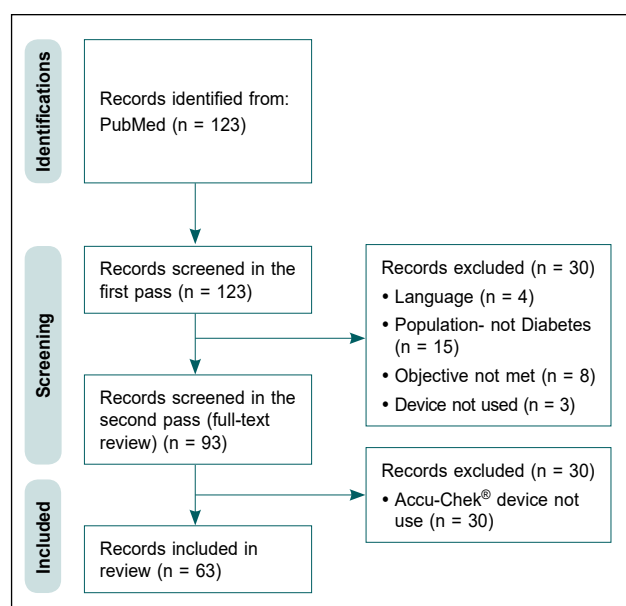 Identifications
Records identified from:
PubMed (n = 123)
Screening
Records screened in the
first pass (n = 123)
Records excluded (n = 30)
• Language (n = 4)
• Population- not Diabetes
(n = 15)
• Objective not met (n = 8)
• Device not used (n = 3)
Records screened in the
second pass (full-text
review) (n = 93)
Records excluded (n = 30)
• Accu-Chek® device not
use (n = 30)
Included
Records included in
review (n = 63)